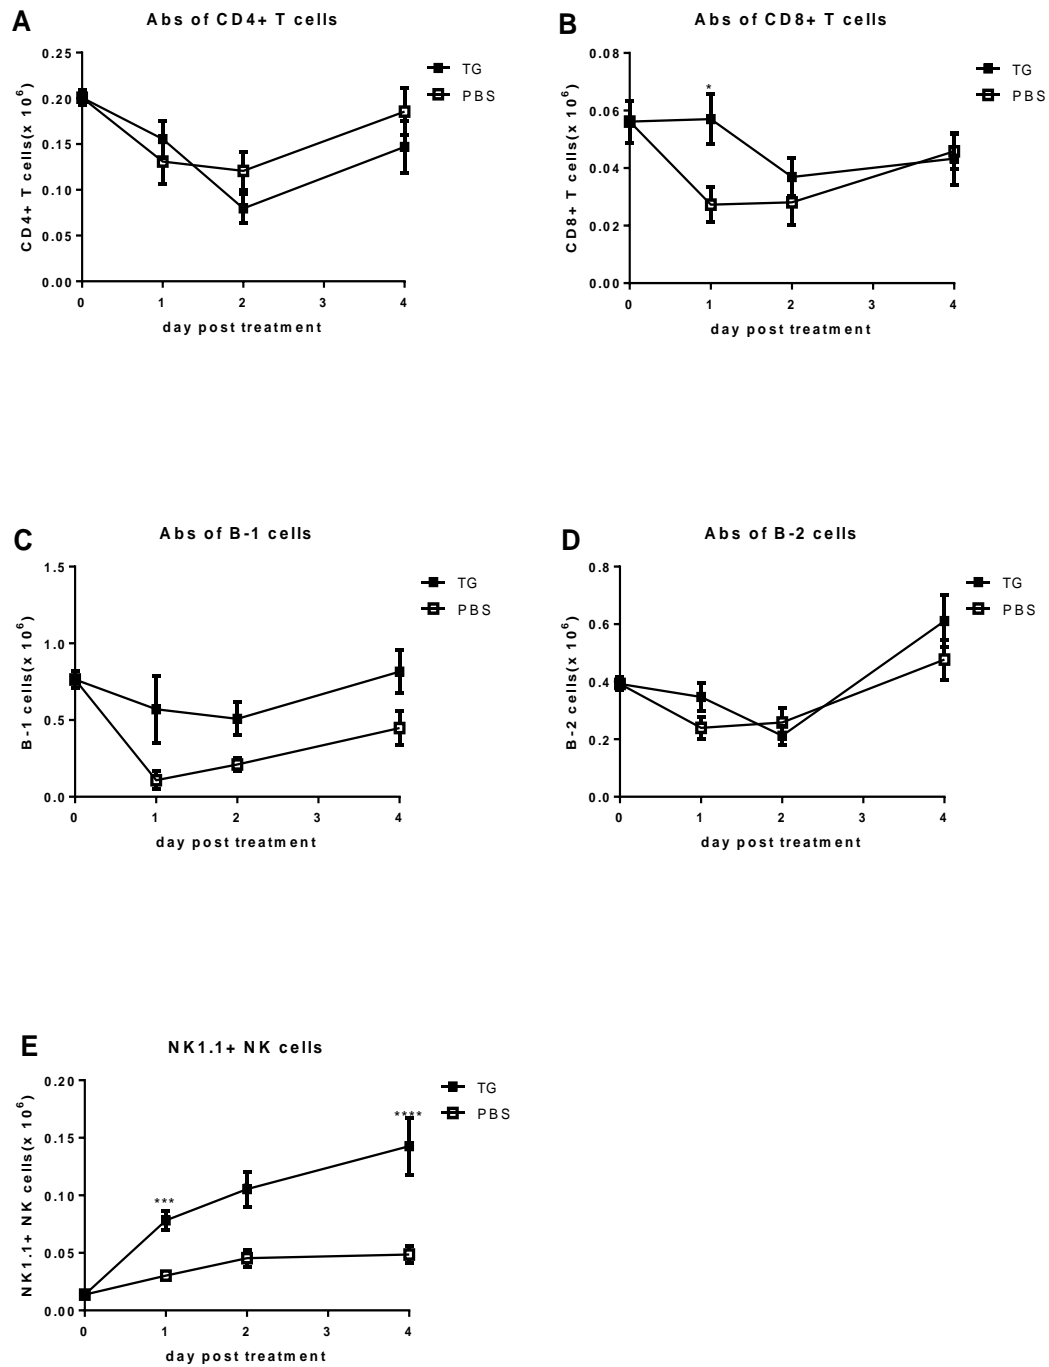 A
Abs of CD4+ T cells
CD4+ T cells(x 10⁶)
0.25
0.20
0.15
0.10
0.05
0.00
0 1 2 3 4
day post treatment
TG
PBS
B
Abs of CD8+ T cells
CD8+ T cells(x 10⁶)
0.08
0.06
0.04
0.02
0.00
*
0 1 2 3 4
day post treatment
TG
PBS
C
Abs of B-1 cells
B-1 cells(x 10⁶)
1.5
1.0
0.5
0.0
0 1 2 3 4
day post treatment
TG
PBS
D
Abs of B-2 cells
B-2 cells(x 10⁶)
0.8
0.6
0.4
0.2
0.0
0 1 2 3 4
day post treatment
TG
PBS
E
NK1.1+ NK cells
NK1.1+ NK cells(x 10⁶)
0.20
0.15
0.10
0.05
0.00
***
****
0 1 2 3 4
day post treatment
TG
PBS